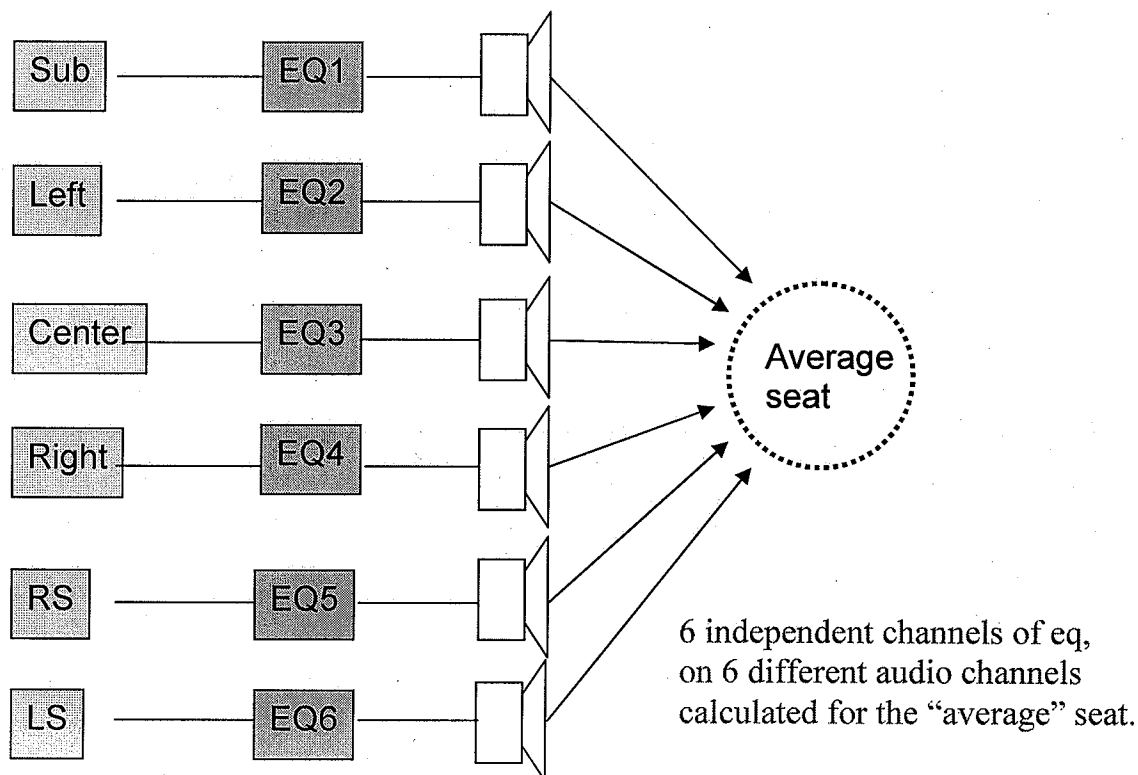 Sub
EQ1
Left
EQ2
Center
EQ3
Average
seat
Right
EQ4
RS
EQ5
6 independent channels of eq,
on 6 different audio channels
calculated for the “average” seat.
LS
EQ6